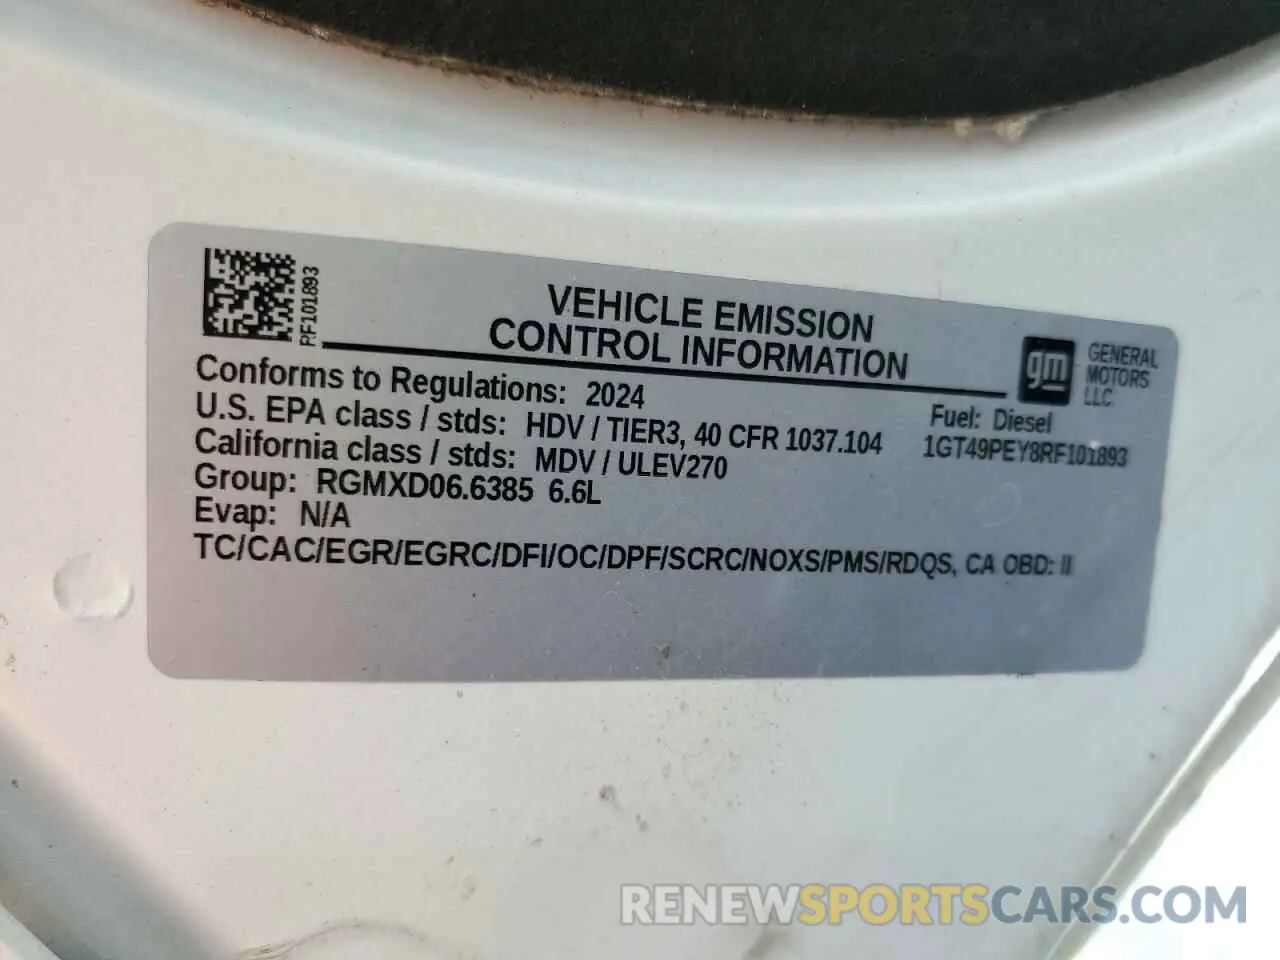 RF101893
VEHICLE EMISSION
CONTROL INFORMATION
gm
GENERAL
MOTORS
LLC
Conforms to Regulations: 2024
Fuel: Diesel
U.S. EPA class / stds: HDV / TIER3, 40 CFR 1037.104
1GT49PEY8RF101893
California class / stds: MDV / ULEV270
Group: RGMXD06.6385 6.6L
Evap: N/A
TC/CAC/EGR/EGRC/DFI/OC/DPF/SCRC/NOXS/PMS/RDQS, CA OBD: II
RENEWSPORTSCARS.COM